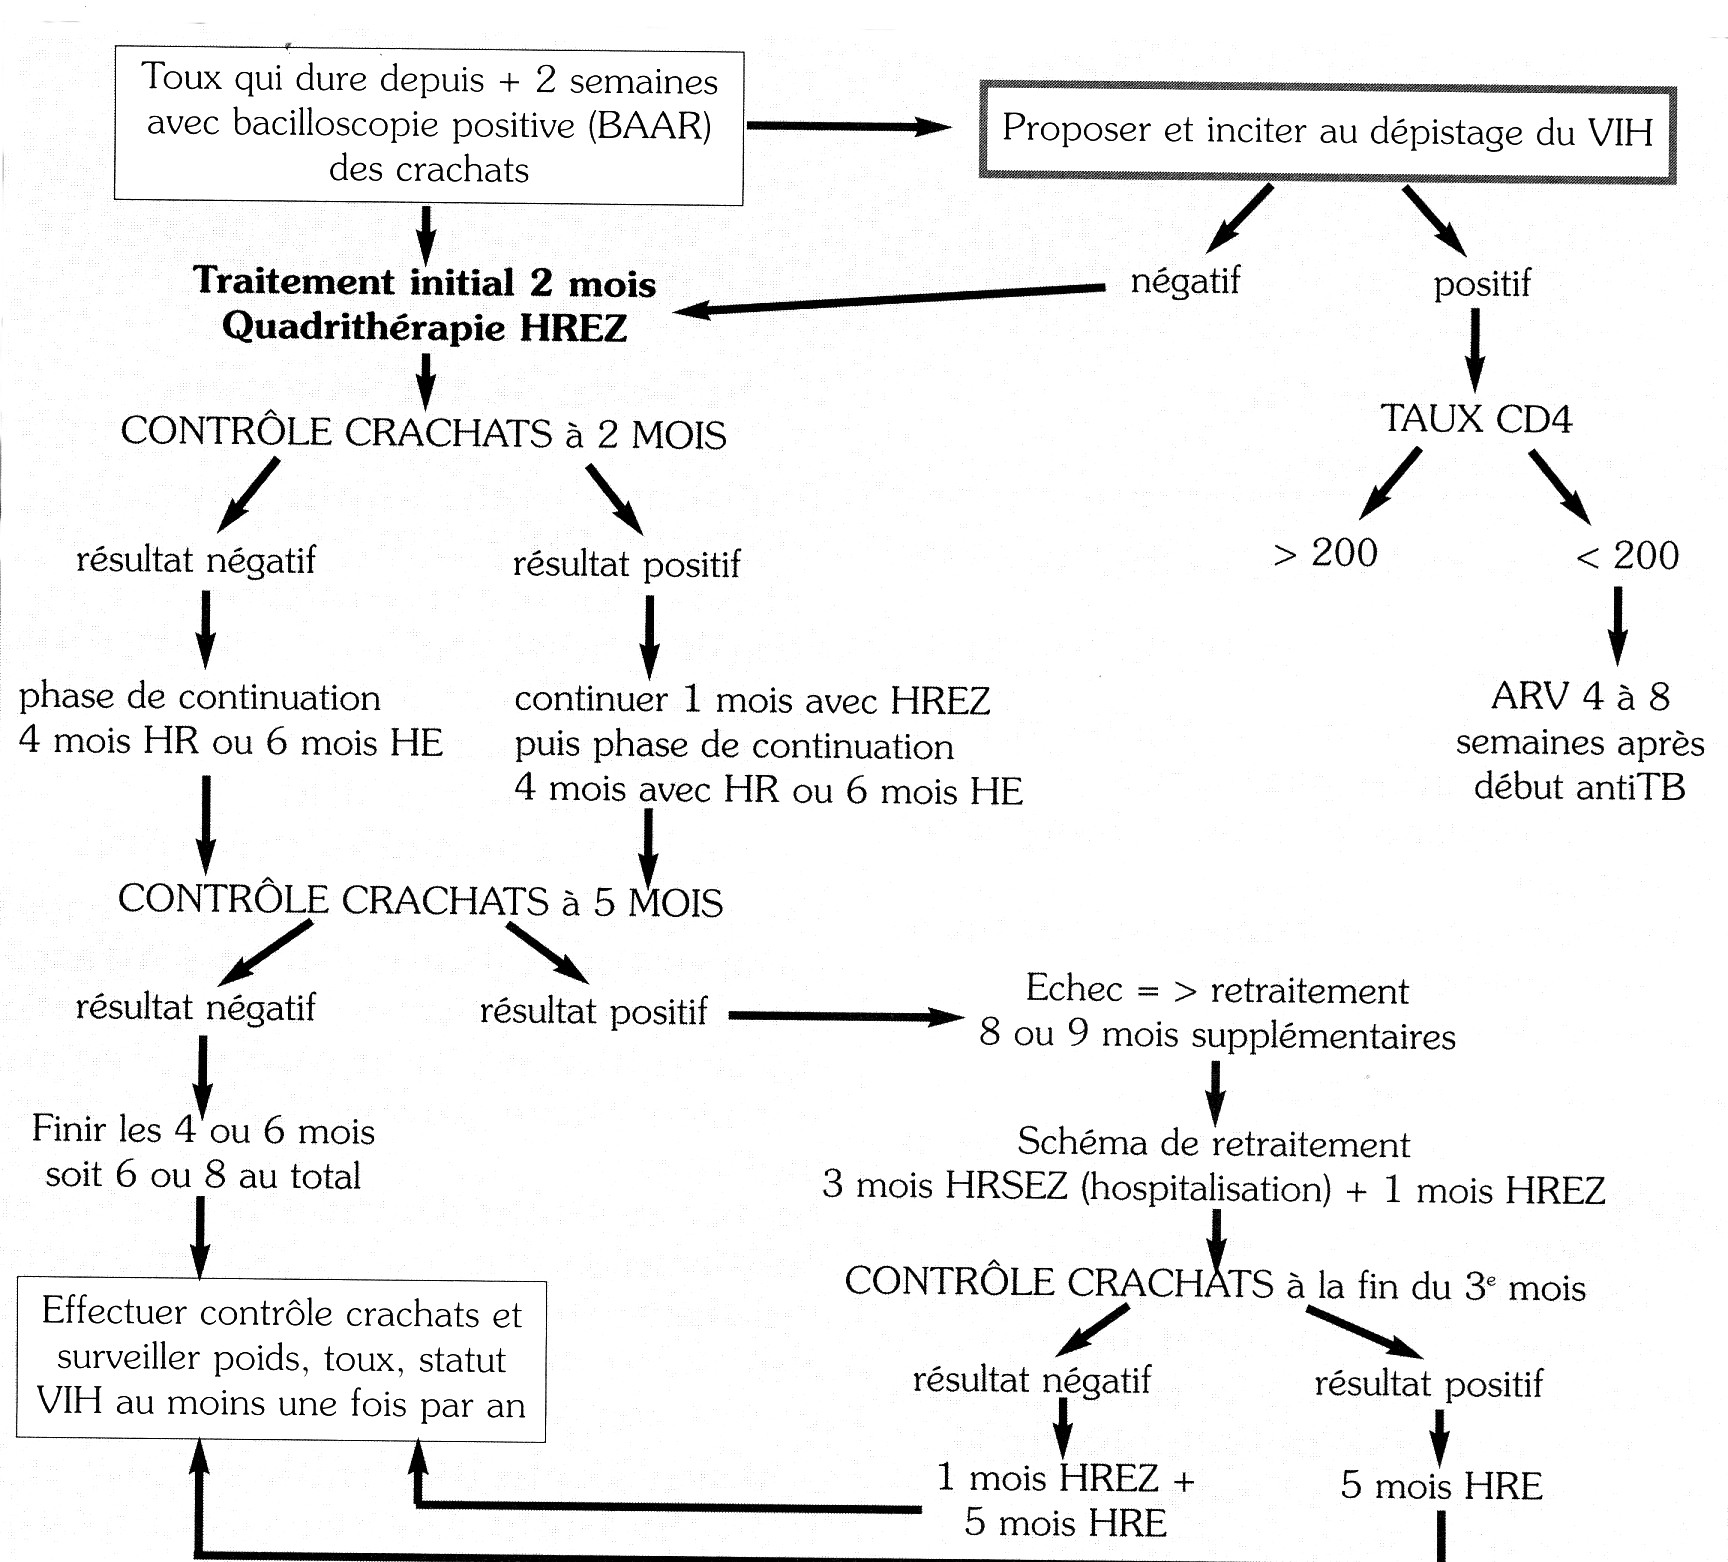 Toux qui dure depuis + 2 semaines
avec bacilloscopie positive (BAAR)
des crachats
Proposer et inciter au dépistage du VIH
Traitement initial 2 mois
Quadrithérapie HREZ
négatif
positif
CONTRÔLE CRACHATS à 2 MOIS
TAUX CD4
résultat négatif
résultat positif
> 200
< 200
phase de continuation
4 mois HR ou 6 mois HE
continuer 1 mois avec HREZ
puis phase de continuation
4 mois avec HR ou 6 mois HE
ARV 4 à 8
semaines après
début antiTB
CONTRÔLE CRACHATS à 5 MOIS
résultat négatif
résultat positif
Echec = > retraitement
8 ou 9 mois supplémentaires
Finir les 4 ou 6 mois
soit 6 ou 8 au total
Schéma de retraitement
3 mois HRSEZ (hospitalisation) + 1 mois HREZ
CONTRÔLE CRACHATS à la fin du 3e mois
Effectuer contrôle crachats et
surveiller poids, toux, statut
VIH au moins une fois par an
résultat négatif
résultat positif
1 mois HREZ +
5 mois HRE
5 mois HRE